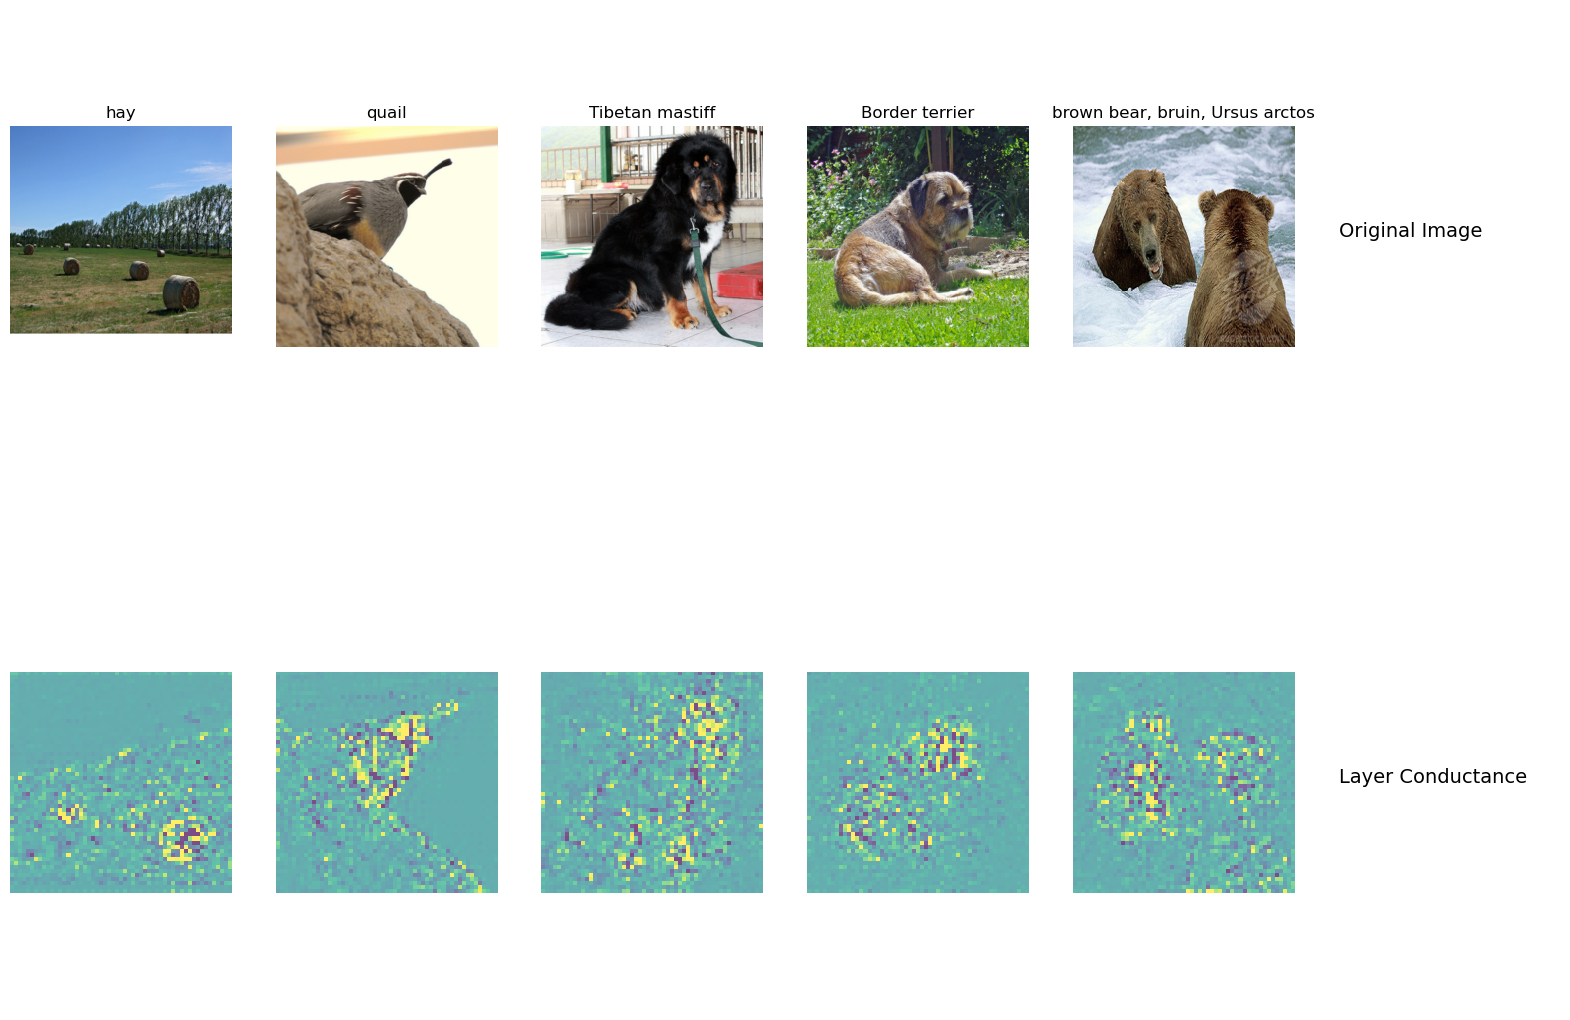 hay
quail
Tibetan mastiff
Border terrier
brown bear, bruin, Ursus arctos
Original Image
Layer Conductance